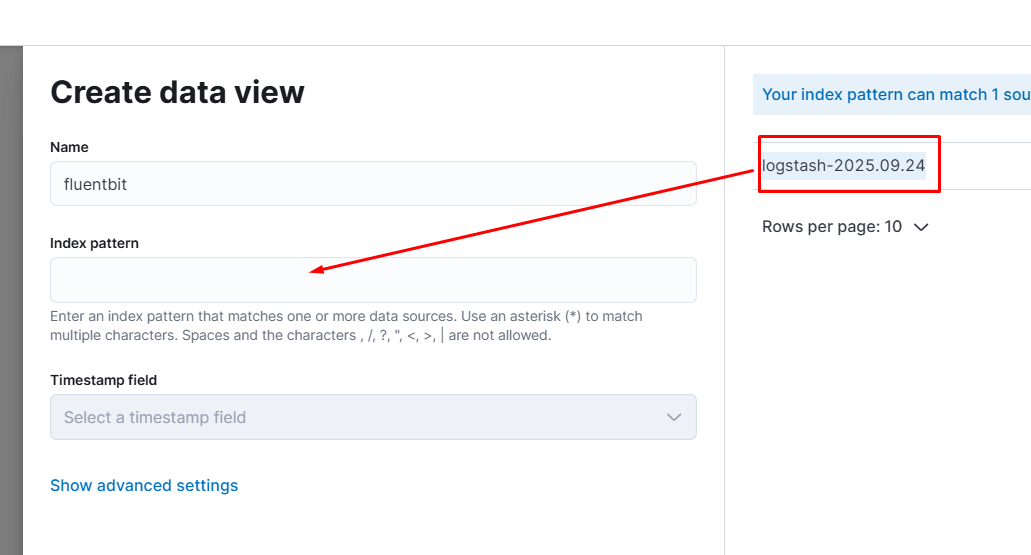 Create data view
Name
fluentbit
Index pattern
Enter an index pattern that matches one or more data sources. Use an asterisk (*) to match
multiple characters. Spaces and the characters , /, ?, ", <, >, | are not allowed.
Timestamp field
Select a timestamp field
Show advanced settings
Your index pattern can match 1 sou
logstash-2025.09.24
Rows per page: 10